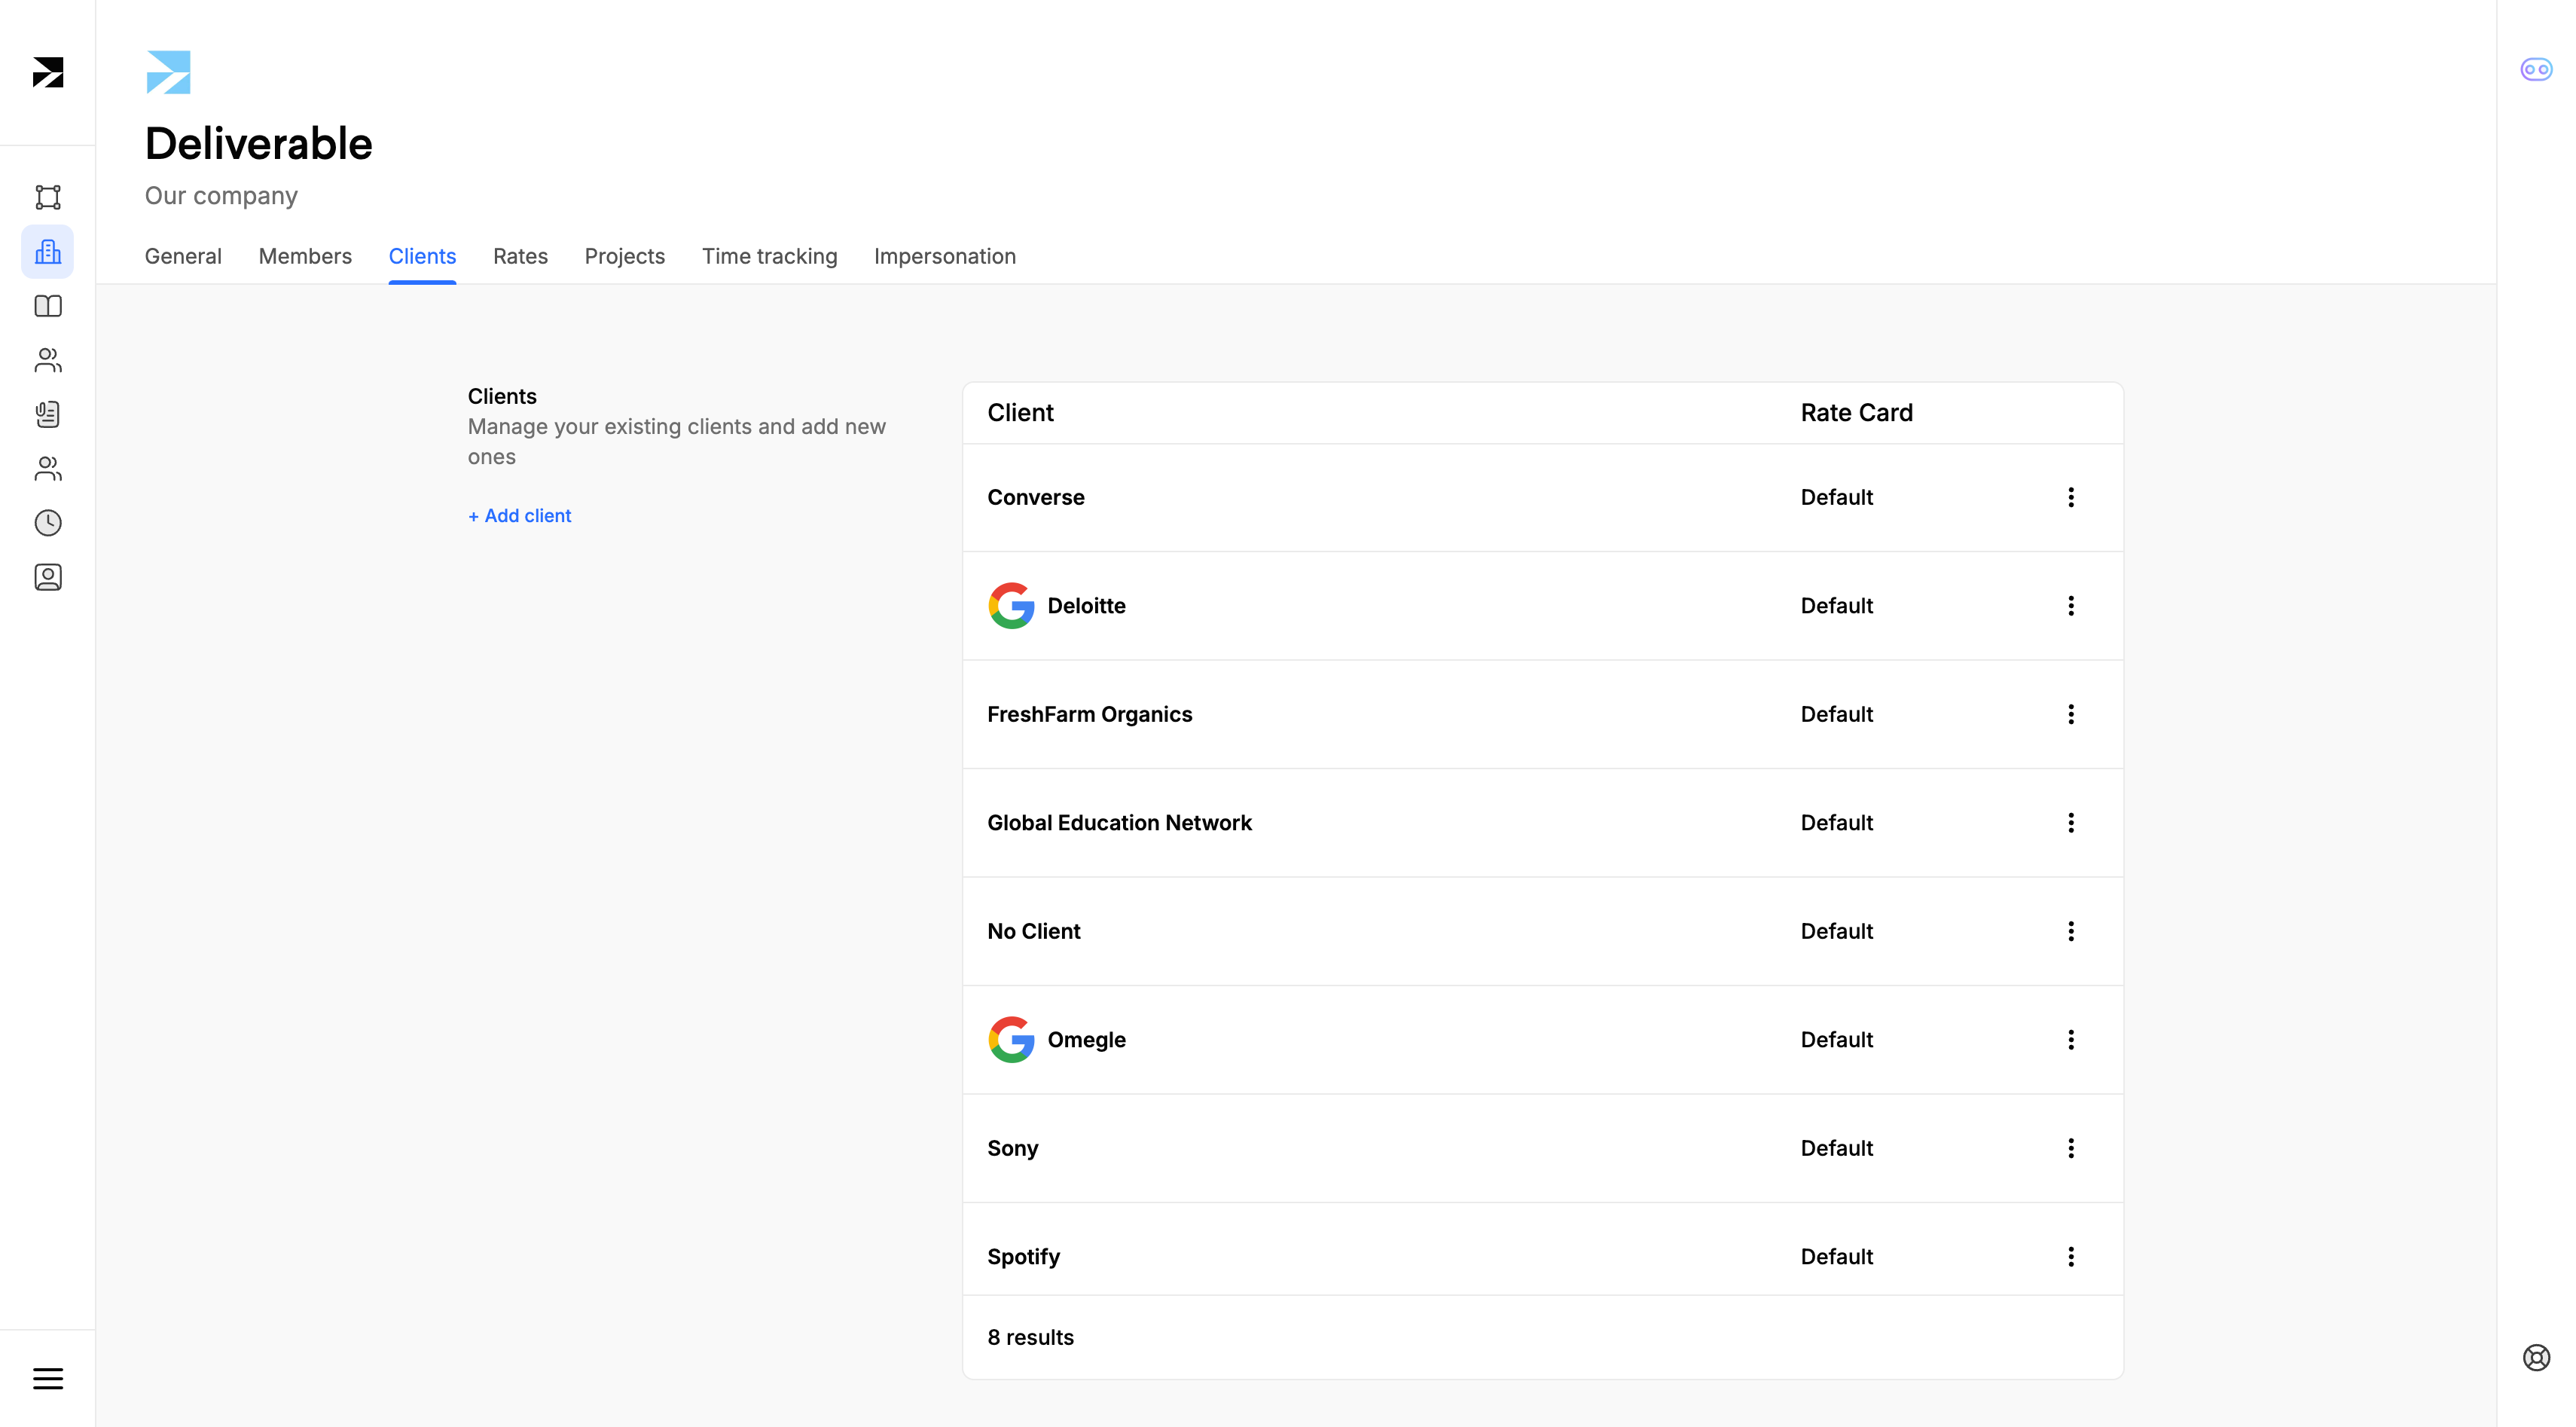 Deliverable
Our company
General Members Clients Rates Projects Time tracking Impersonation
Clients
Manage your existing clients and add new
ones
+ Add client
Client Rate Card
Converse Default
Deloitte Default
FreshFarm Organics Default
Global Education Network Default
No Client Default
Omegle Default
Sony Default
Spotify Default
8 results